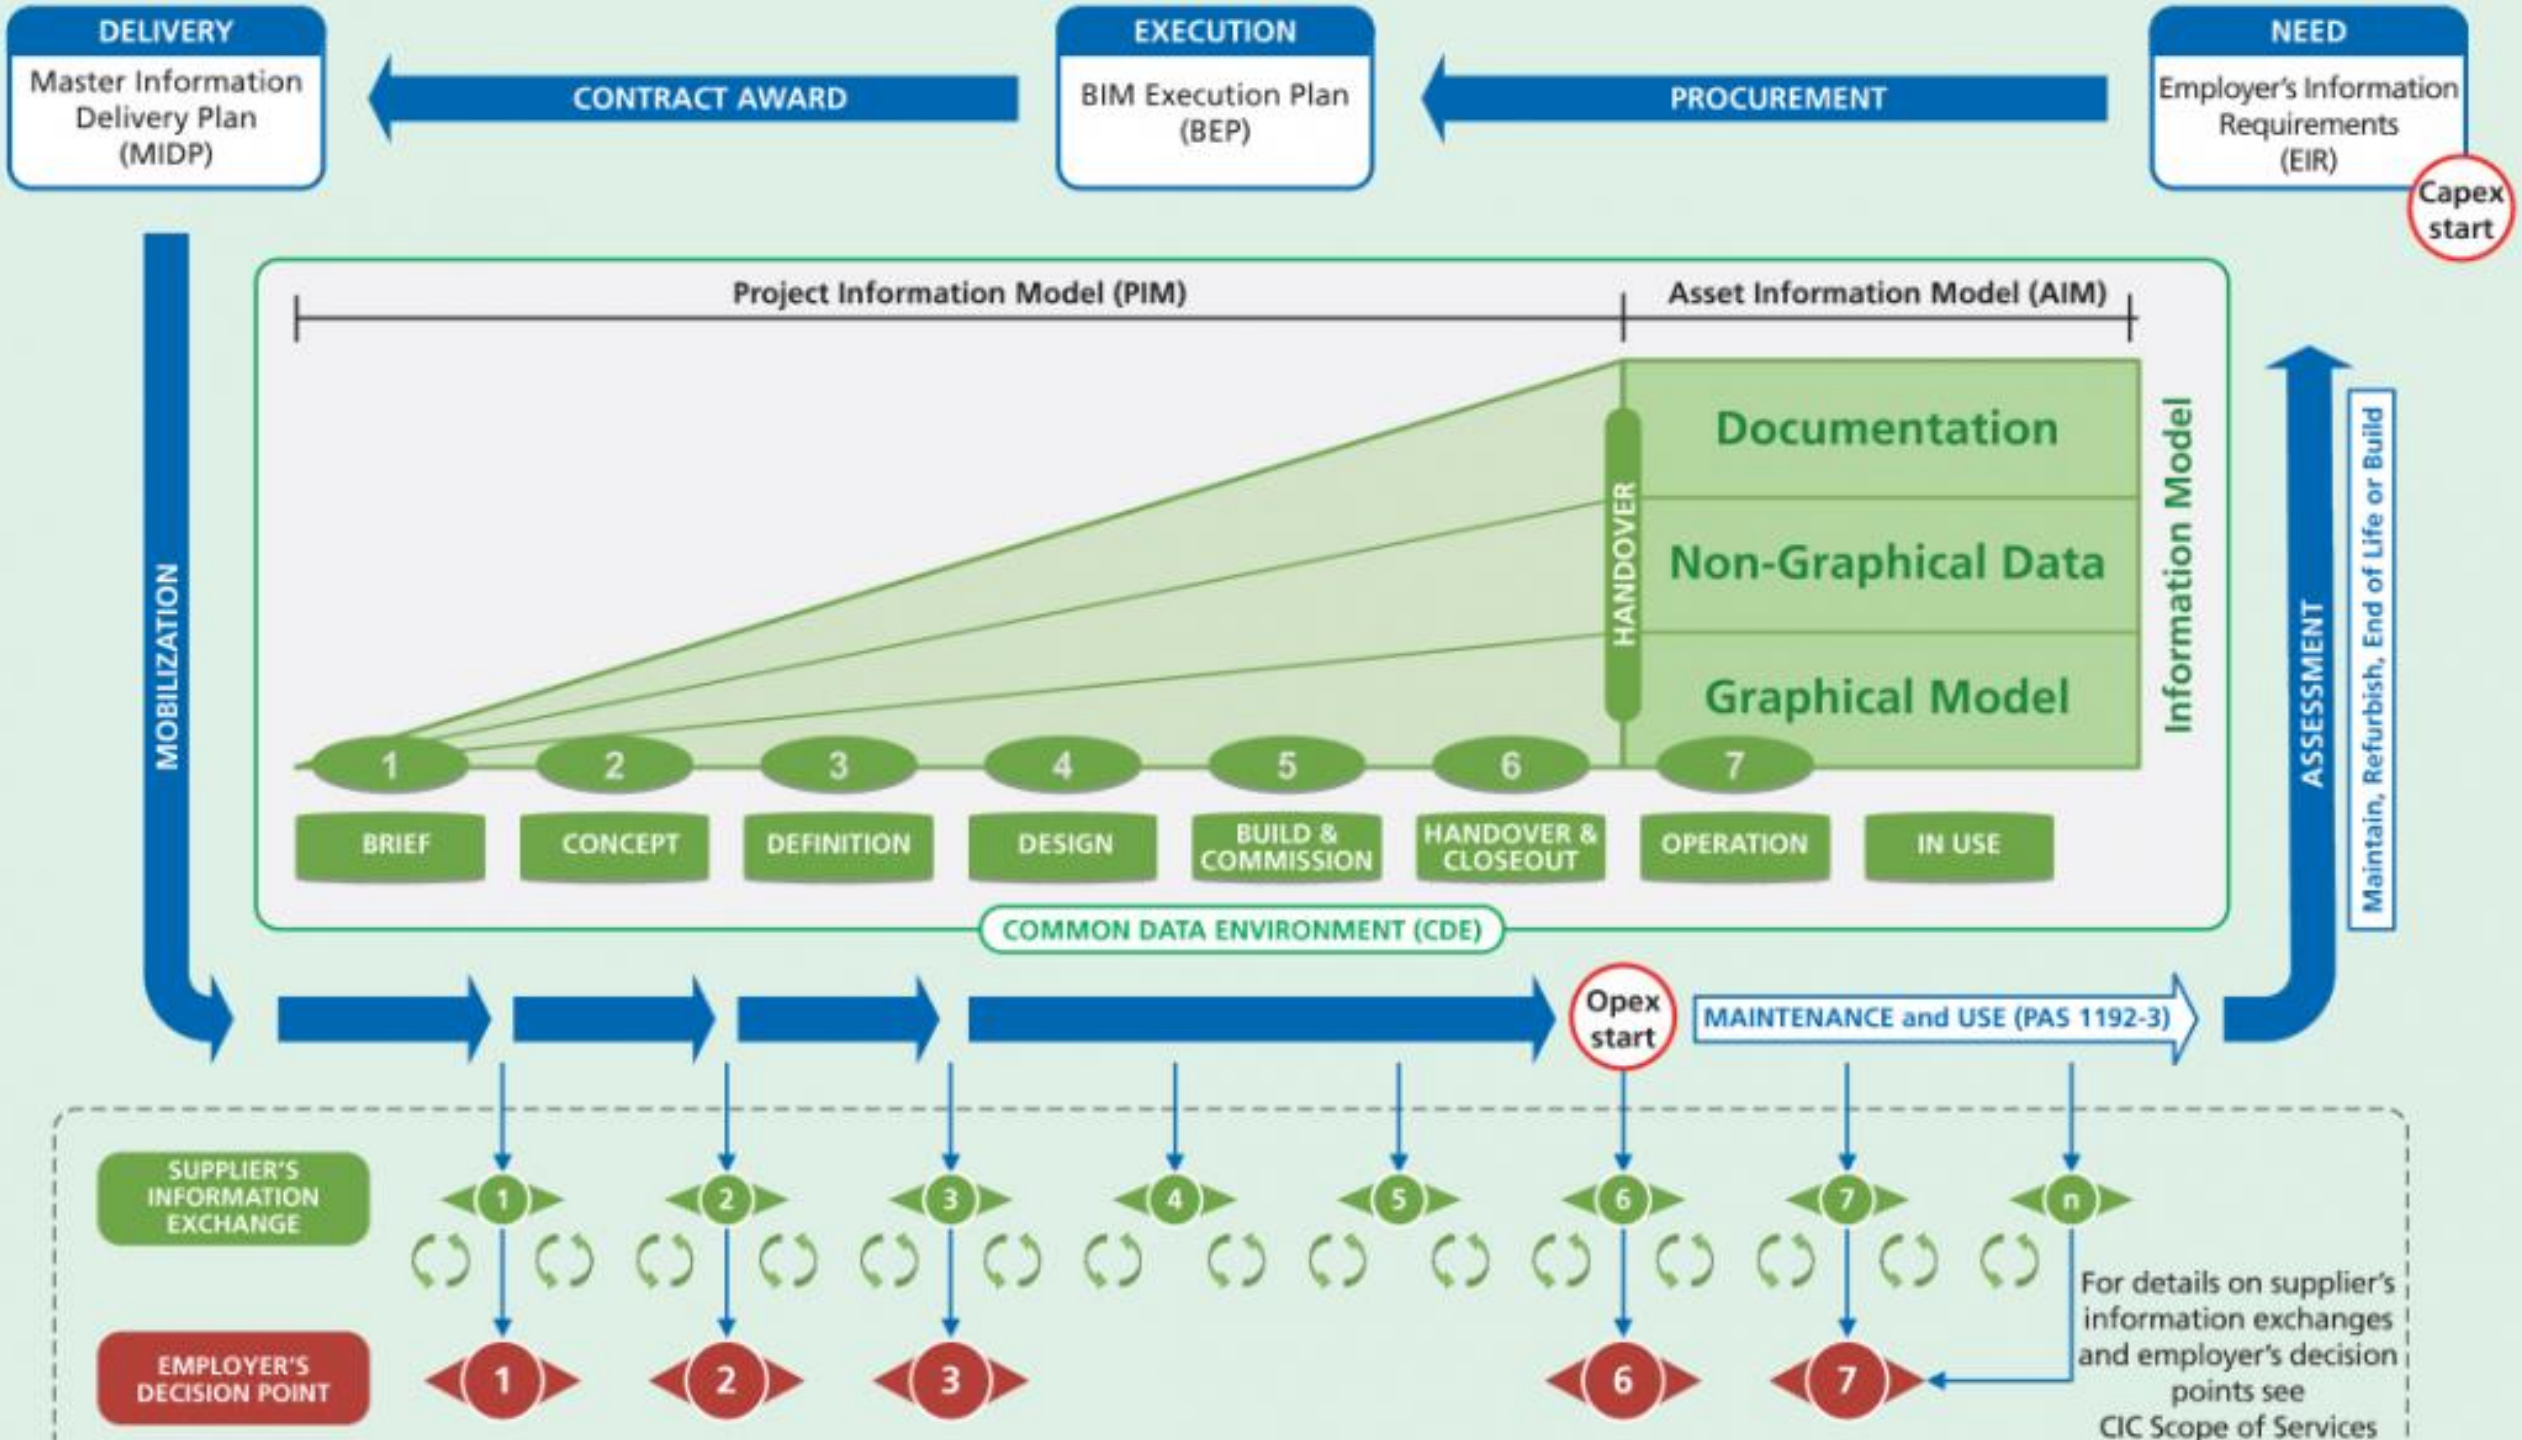 DELIVERY
Master Information
Delivery Plan
(MIDP)
CONTRACT AWARD
EXECUTION
BIM Execution Plan
(BEP)
PROCUREMENT
NEED
Employer's Information
Requirements
(EIR)
Capex
start
MOBILIZATION
Project Information Model (PIM)
Asset Information Model (AIM)
HANDOVER
Documentation
Non-Graphical Data
Graphical Model
Information Model
1
2
3
4
5
6
7
BRIEF
CONCEPT
DEFINITION
DESIGN
BUILD &
COMMISSION
HANDOVER &
CLOSEOUT
OPERATION
IN USE
COMMON DATA ENVIRONMENT (CDE)
ASSESSMENT
Maintain, Refurbish, End of Life or Build
Opex
start
MAINTENANCE and USE (PAS 1192-3)
SUPPLIER'S
INFORMATION
EXCHANGE
1
2
3
4
5
6
7
n
EMPLOYER'S
DECISION POINT
1
2
3
6
7
For details on supplier's
information exchanges
and employer's decision
points see
CIC Scope of Services